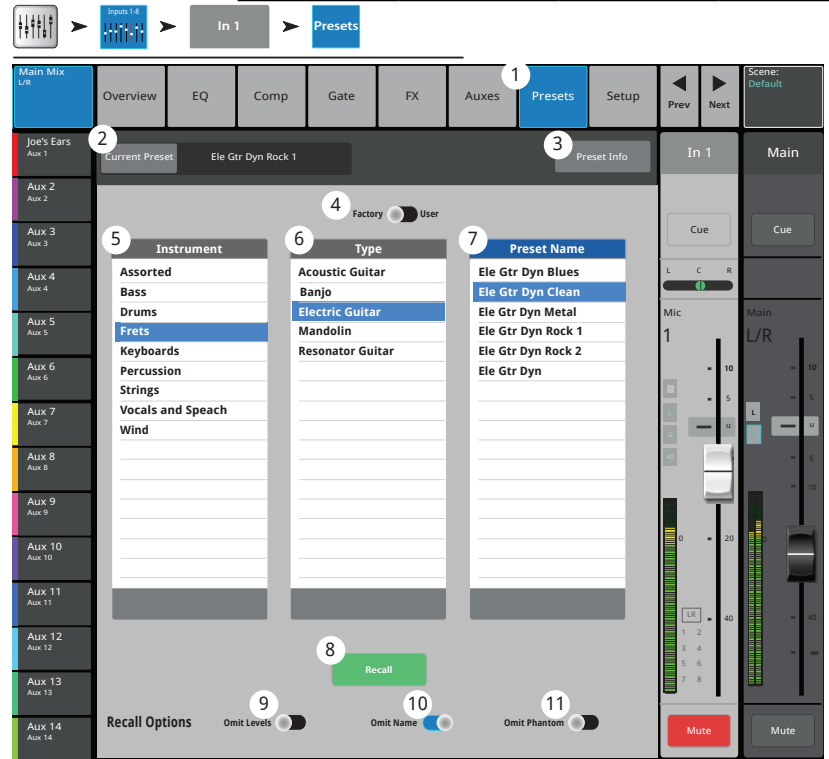 Inputs 1-8
In 1
Presets
Main Mix
L/R
Overview
EQ
Comp
Gate
FX
Auxes
1
Presets
Setup
Prev
Next
Scene:
Default
Joe's Ears
Aux 1
Aux 2
Aux 2
Aux 3
Aux 3
Aux 4
Aux 4
Aux 5
Aux 5
Aux 6
Aux 6
Aux 7
Aux 7
Aux 8
Aux 8
Aux 9
Aux 9
Aux 10
Aux 10
Aux 11
Aux 11
Aux 12
Aux 12
Aux 13
Aux 13
Aux 14
Aux 14
2
Current Preset
Ele Gtr Dyn Rock 1
3
Preset Info
4
Factory
User
5
Instrument
Assorted
Bass
Drums
Frets
Keyboards
Percussion
Strings
Vocals and Speach
Wind
6
Type
Acoustic Guitar
Banjo
Electric Guitar
Mandolin
Resonator Guitar
7
Preset Name
Ele Gtr Dyn Blues
Ele Gtr Dyn Clean
Ele Gtr Dyn Metal
Ele Gtr Dyn Rock 1
Ele Gtr Dyn Rock 2
Ele Gtr Dyn
8
Recall
Recall Options
9
Omit Levels
10
Omit Name
11
Omit Phantom
In 1
Cue
L C R
Mic
1
10
5
U
0
20
LR
40
1 2
3 4
5 6
7 8
Mute
Main
Cue
Main
L/R
10
5
L
U
5
10
20
40
∞
Mute